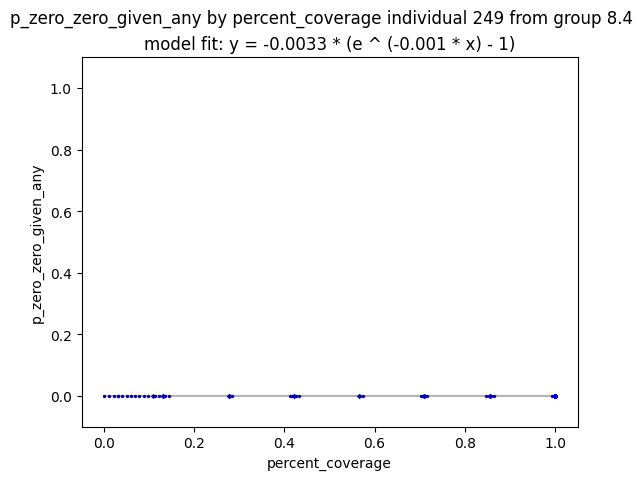 p_zero_zero_given_any by percent_coverage individual 249 from group 8.4
model fit: y = -0.0033 * (e ^ (-0.001 * x) - 1)
1.0
0.8
0.6
0.4
0.2
0.0
p_zero_zero_given_any
0.0 0.2 0.4 0.6 0.8 1.0
percent_coverage